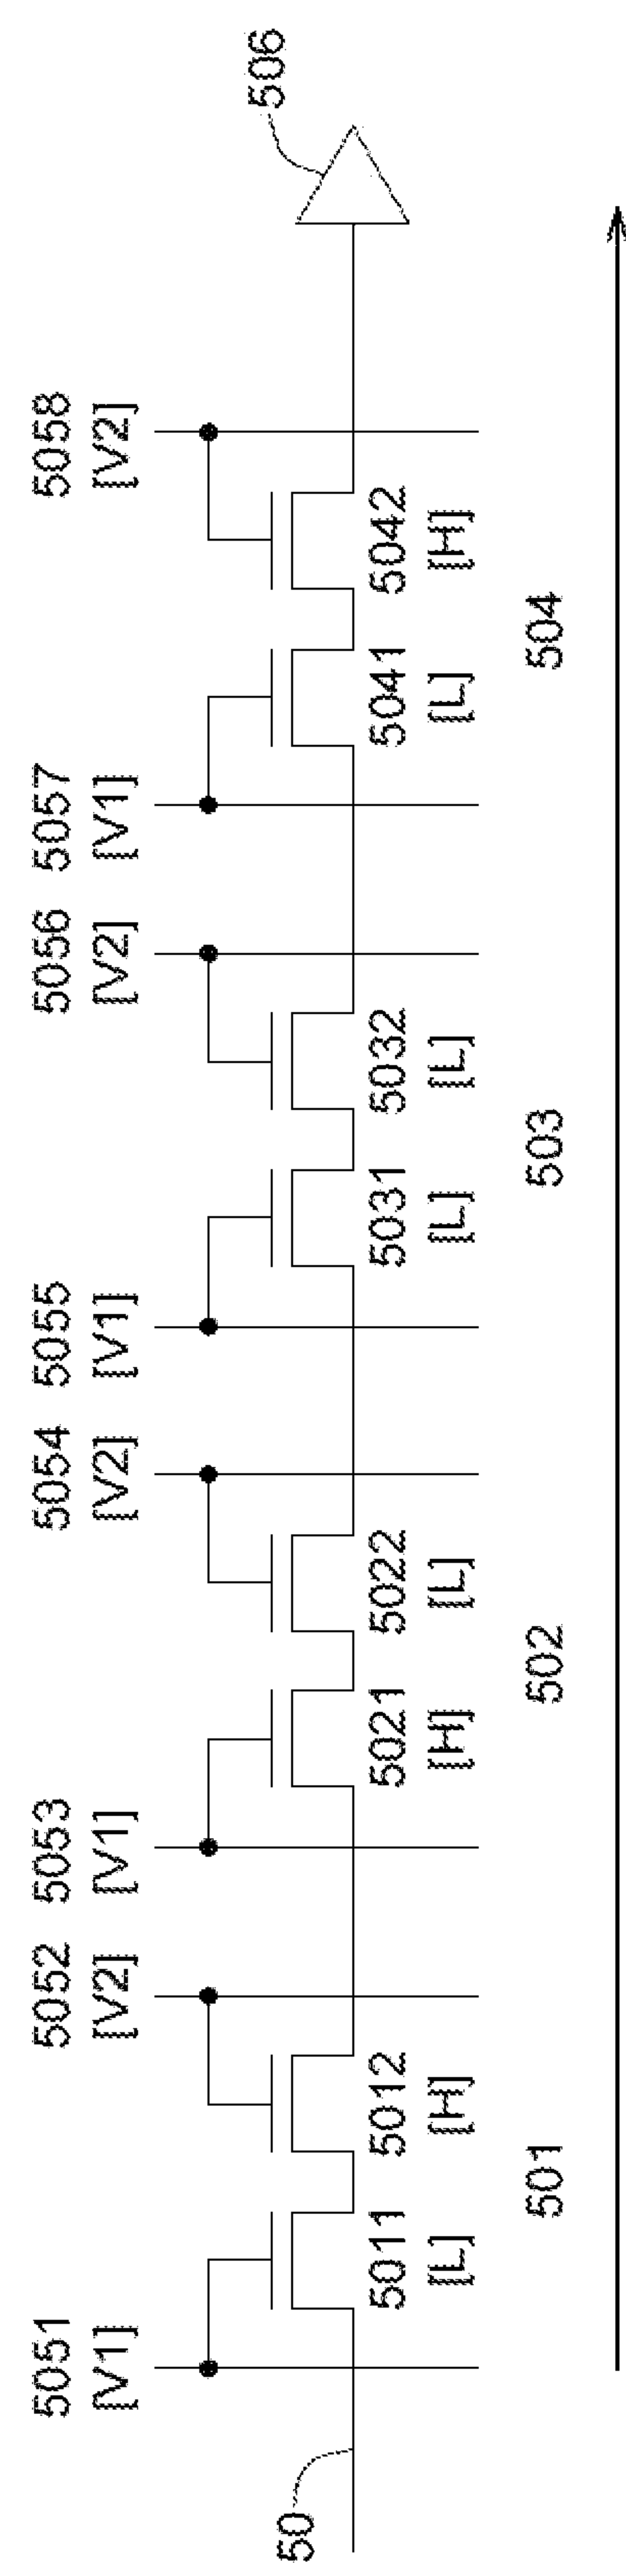 5051 5052 5053 5054 5055 5056 5057 5058
[V1] [V2] [V1] [V2] [V1] [V2] [V1] [V2]
506
50
5011 5012 5021 5022 5031 5032 5041 5042
[L] [H] [H] [L] [L] [L] [L] [H]
501 502 503 504